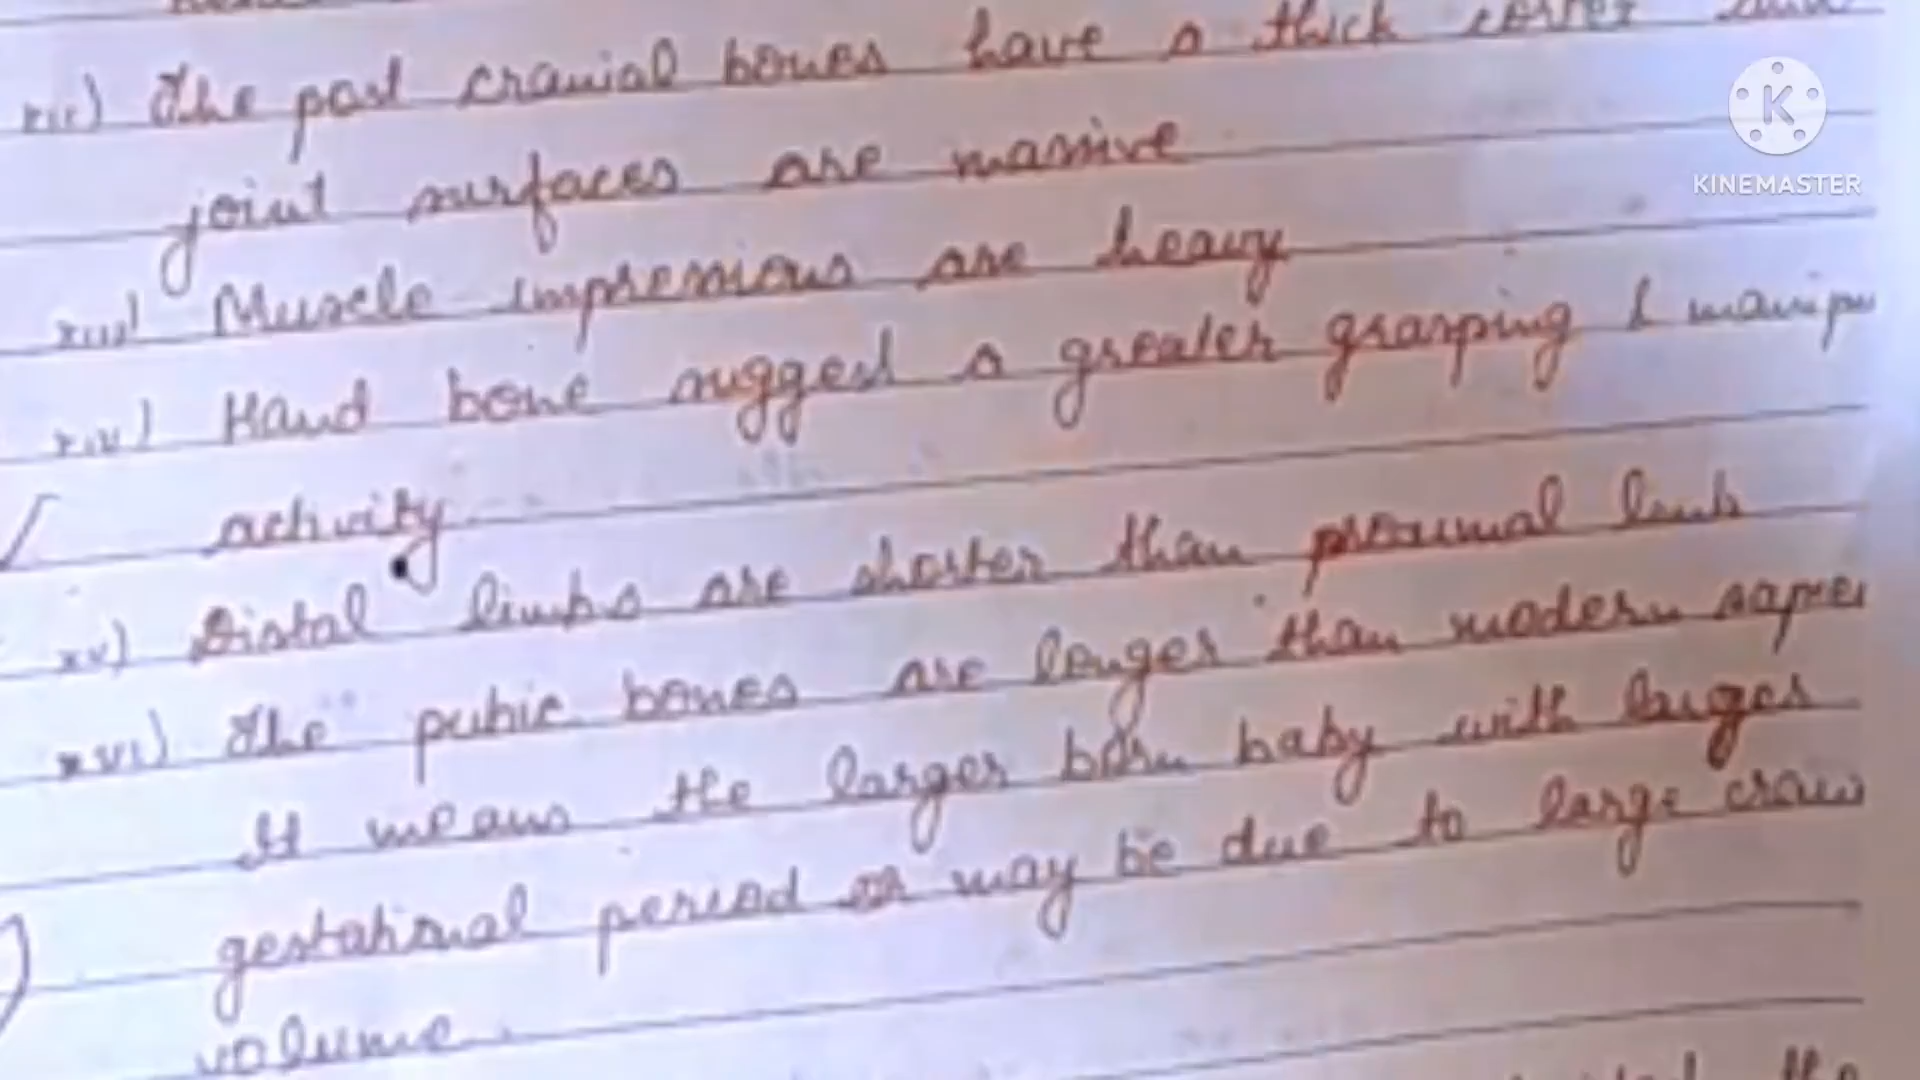 xii) The post cranial bones have a thick cortex and
joint surfaces are massive
xiii) Muscle impressions are heavy
xiv) Hand bone suggest a greater grasping & manipu
activity
xv) Distal limbs are shorter than proximal limb
xvi) The pubic bones are longer than modern sapie
It means the larger born baby with larger
gestational period or may be due to large cran
volume.
the
K
KINEMASTER